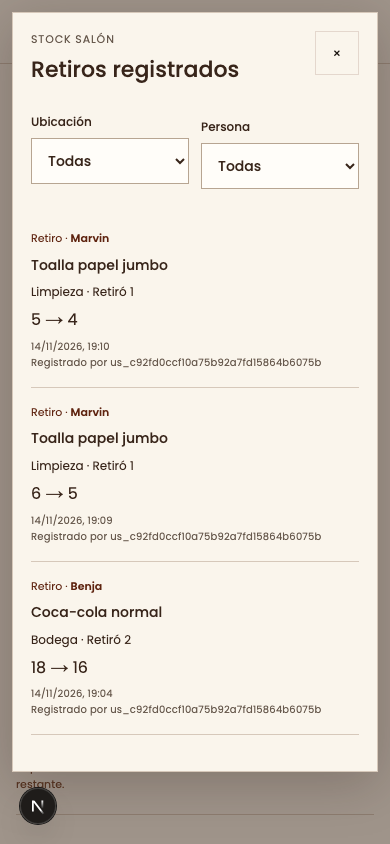 STOCK SALÓN
Retiros registrados
×
Ubicación
Persona
Todas
Todas
Retiro · Marvin
Toalla papel jumbo
Limpieza · Retiró 1
5 → 4
14/11/2026, 19:10
Registrado por us_c92fd0ccf10a75b92a7fd15864b6075b
Retiro · Marvin
Toalla papel jumbo
Limpieza · Retiró 1
6 → 5
14/11/2026, 19:09
Registrado por us_c92fd0ccf10a75b92a7fd15864b6075b
Retiro · Benja
Coca-cola normal
Bodega · Retiró 2
18 → 16
14/11/2026, 19:04
Registrado por us_c92fd0ccf10a75b92a7fd15864b6075b
restante.
N